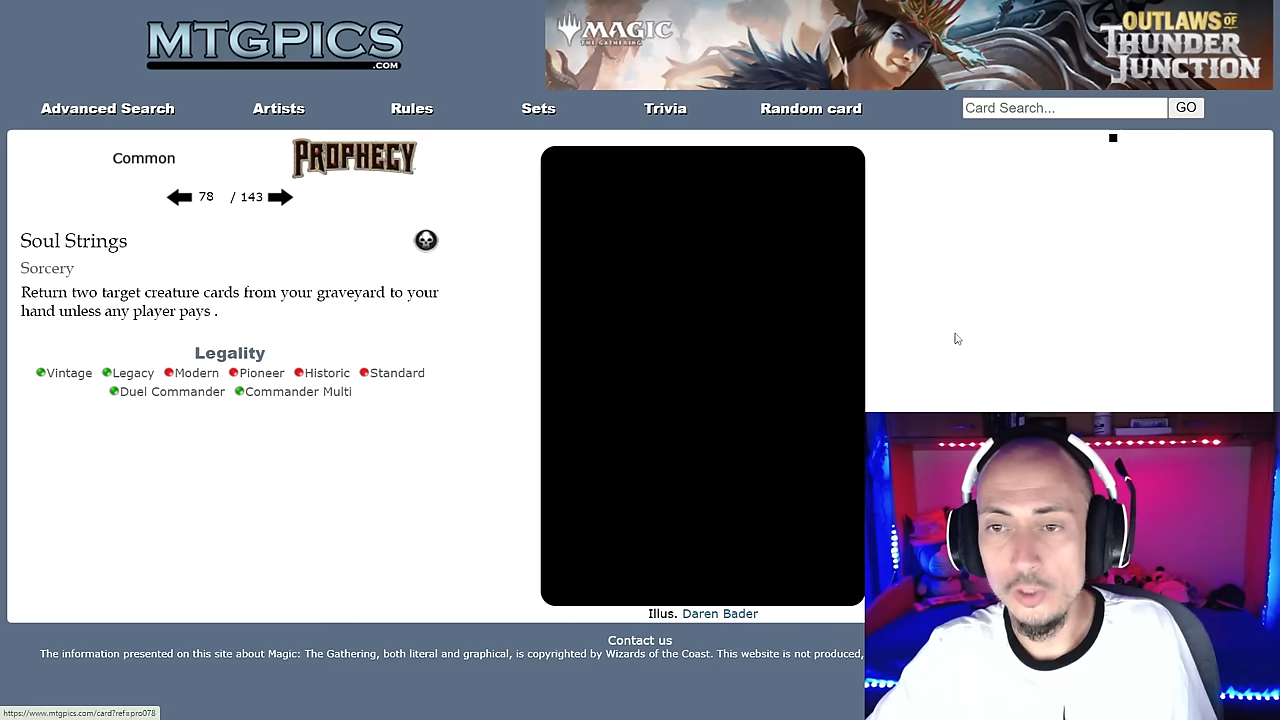 MTGPICS
.COM
MAGIC
THE GATHERING
OUTLAWS OF
THUNDER
JUNCTION
Advanced Search Artists Rules Sets Trivia Random card Card Search... GO
Common PROPHECY
78 / 143
Soul Strings
Sorcery
Return two target creature cards from your graveyard to your
hand unless any player pays .
Legality
Vintage Legacy Modern Pioneer Historic Standard
Duel Commander Commander Multi
Illus. Daren Bader
Contact us
The information presented on this site about Magic: The Gathering, both literal and graphical, is copyrighted by Wizards of the Coast. This website is not produced,
https://www.mtgpics.com/card?ref=pro078